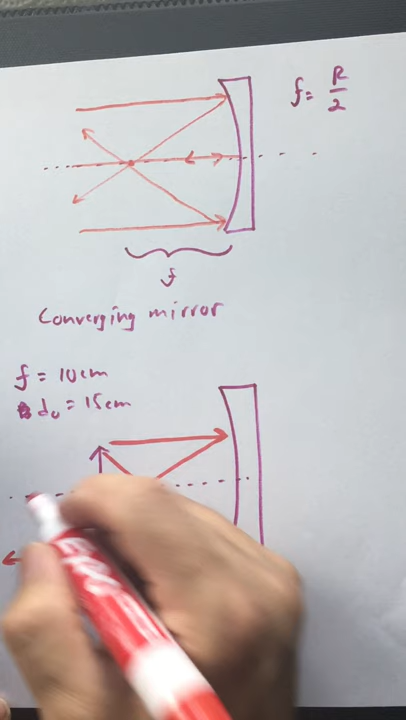 f = R/2
f
Converging mirror
f = 10cm
do = 15cm